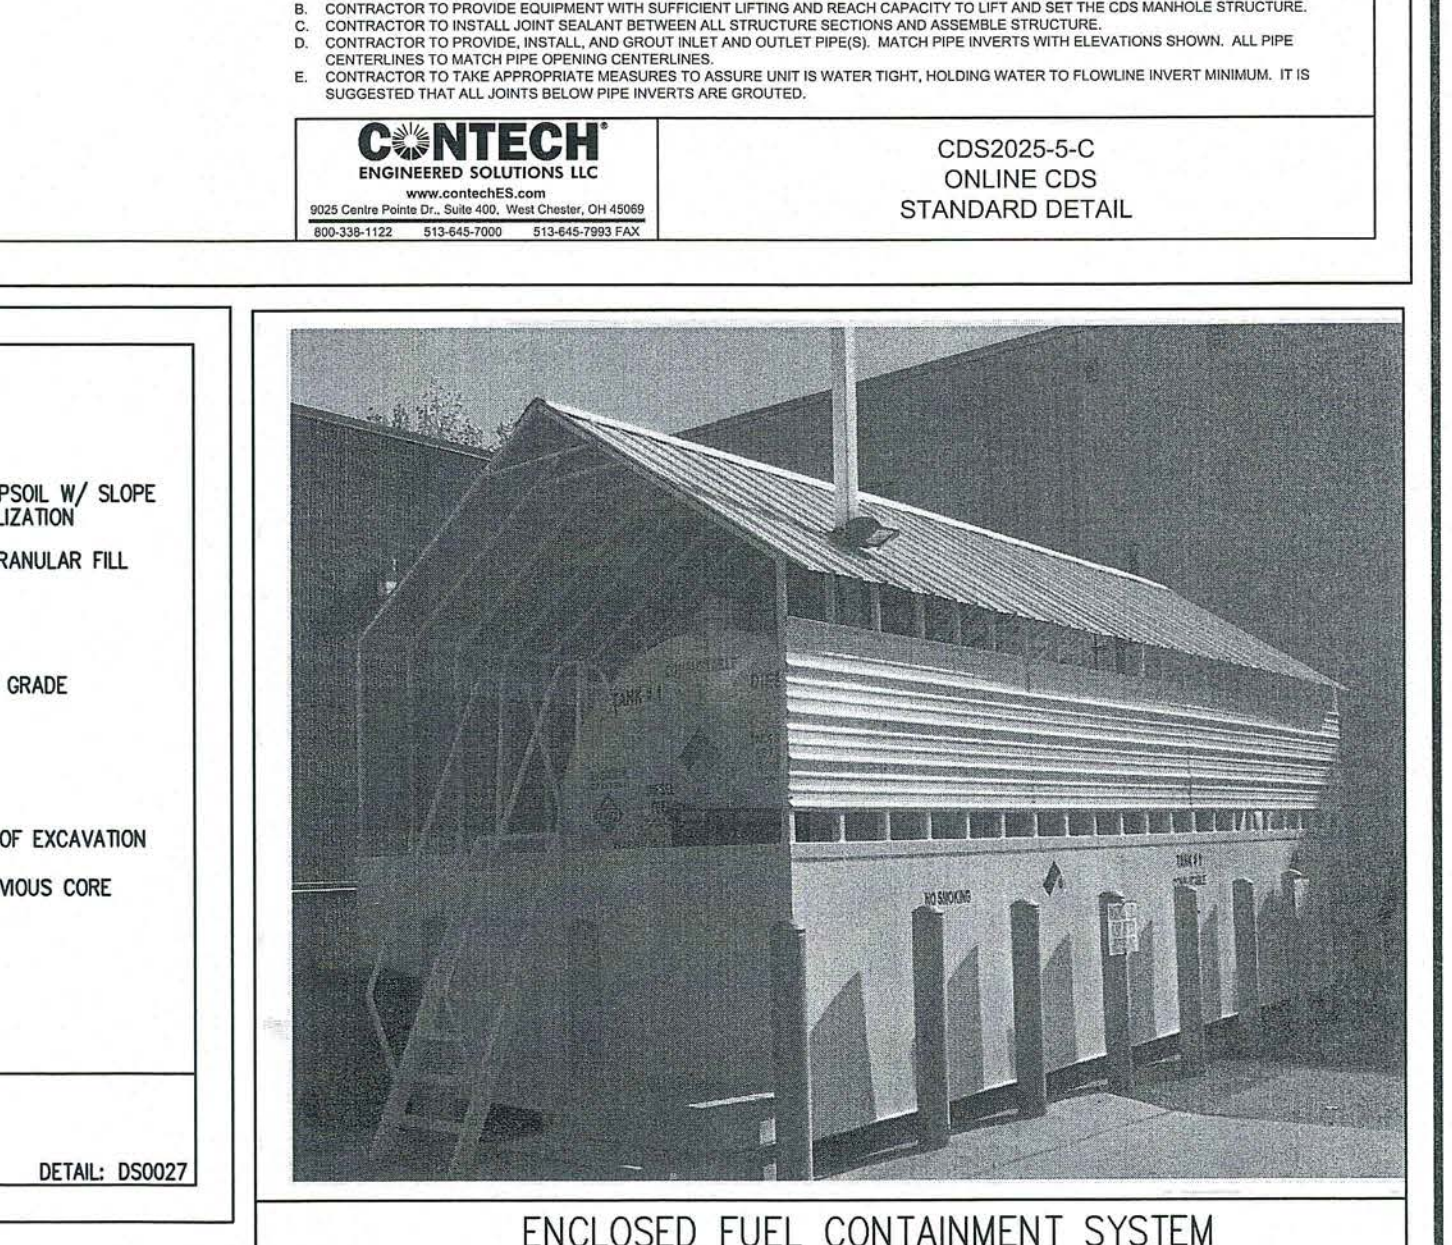 B. CONTRACTOR TO PROVIDE EQUIPMENT WITH SUFFICIENT LIFTING AND REACH CAPACITY TO LIFT AND SET THE CDS MANHOLE STRUCTURE.
C. CONTRACTOR TO INSTALL JOINT SEALANT BETWEEN ALL STRUCTURE SECTIONS AND ASSEMBLE STRUCTURE.
D. CONTRACTOR TO PROVIDE, INSTALL, AND GROUT INLET AND OUTLET PIPE(S). MATCH PIPE INVERTS WITH ELEVATIONS SHOWN. ALL PIPE
CENTERLINES TO MATCH PIPE OPENING CENTERLINES.
E. CONTRACTOR TO TAKE APPROPRIATE MEASURES TO ASSURE UNIT IS WATER TIGHT, HOLDING WATER TO FLOWLINE INVERT MINIMUM. IT IS
SUGGESTED THAT ALL JOINTS BELOW PIPE INVERTS ARE GROUTED.
CONTECH®
ENGINEERED SOLUTIONS LLC
www.contechES.com
9025 Centre Pointe Dr., Suite 400, West Chester, OH 45069
800-338-1122 513-645-7000 513-645-7993 FAX
CDS2025-5-C
ONLINE CDS
STANDARD DETAIL
PSOIL W/ SLOPE
LIZATION
RANULAR FILL
GRADE
OF EXCAVATION
VIOUS CORE
DETAIL: DS0027
TANK #1
DIESEL
FUEL
NO SMOKING
TANK #1
ENCLOSED FUEL CONTAINMENT SYSTEM